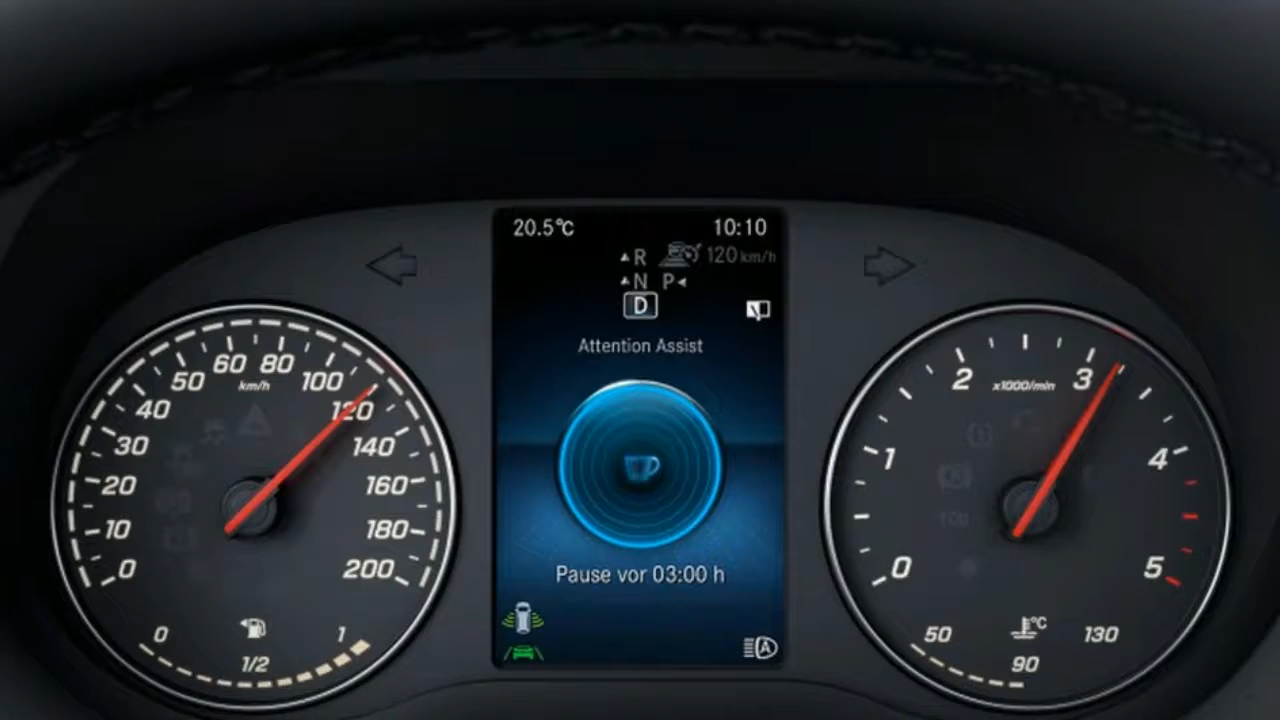 20.5°C 10:10
▲R 120 km/h
▲N P◄
D
Attention Assist
Pause vor 03:00 h
0
10
20
30
40
50
60
80
100
120
140
160
180
200
km/h
0 1/2 1
0
1
2
3
4
5
x1000/min
50 90 130
°C
A